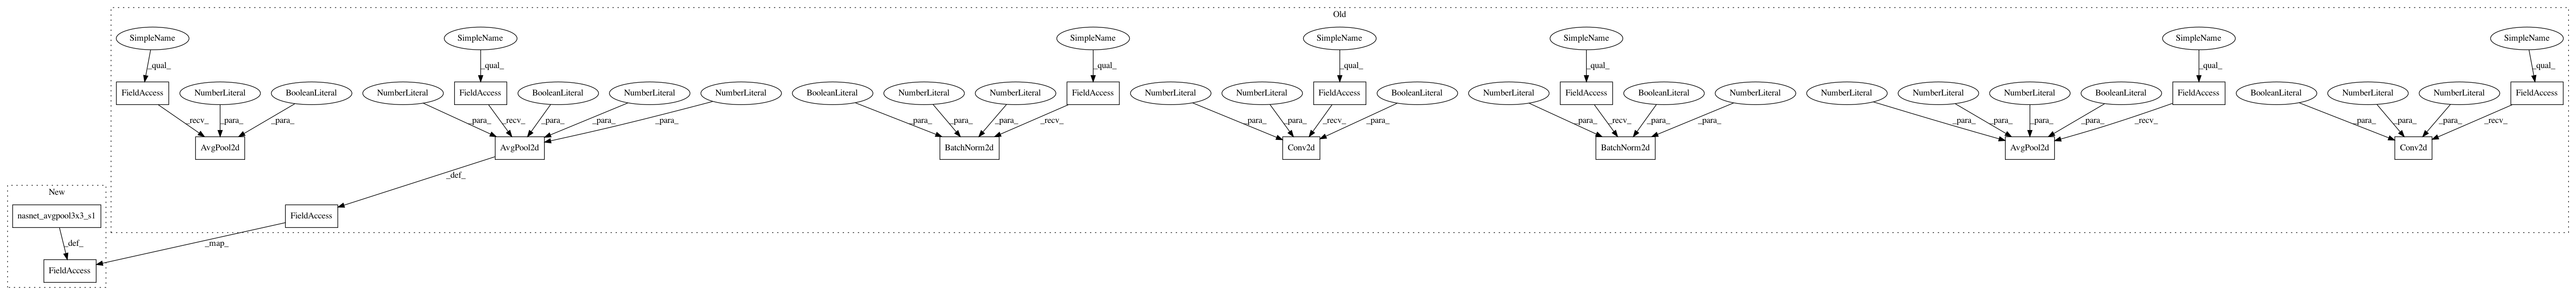 Old
SimpleName SimpleName SimpleName SimpleName SimpleName SimpleName SimpleName
_qual_ _qual_ _qual_ _qual_ _qual_ _qual_ _qual_
FieldAccess NumberLiteral BooleanLiteral NumberLiteral FieldAccess BooleanLiteral NumberLiteral NumberLiteral BooleanLiteral NumberLiteral NumberLiteral FieldAccess NumberLiteral NumberLiteral FieldAccess BooleanLiteral NumberLiteral FieldAccess BooleanLiteral NumberLiteral NumberLiteral NumberLiteral NumberLiteral BooleanLiteral FieldAccess BooleanLiteral NumberLiteral NumberLiteral FieldAccess
_recv_ _para_ _para_ _para_ _recv_ _para_ _para_ _para_ _para_ _para_ _para_ _recv_ _para_ _para_ _recv_ _para_ _para_ _recv_ _para_ _para_ _para_ _para_ _para_ _para_ _recv_ _para_ _para_ _para_ _recv_
AvgPool2d AvgPool2d BatchNorm2d Conv2d BatchNorm2d AvgPool2d Conv2d
_def_
New
nasnet_avgpool3x3_s1 FieldAccess
_def_ _map_
FieldAccess